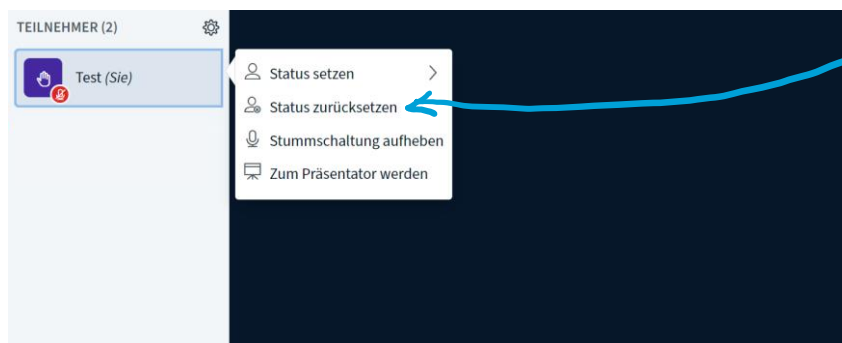 TEILNEHMER (2)
Test (Sie)
Status setzen
Status zurücksetzen
Stummschaltung aufheben
Zum Präsentator werden